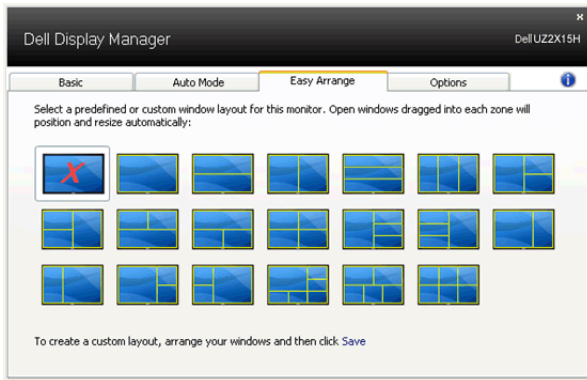 Dell Display Manager
Dell UZ2X15H
Basic
Auto Mode
Easy Arrange
Options
Select a predefined or custom window layout for this monitor. Open windows dragged into each zone will
position and resize automatically:
To create a custom layout, arrange your windows and then click Save